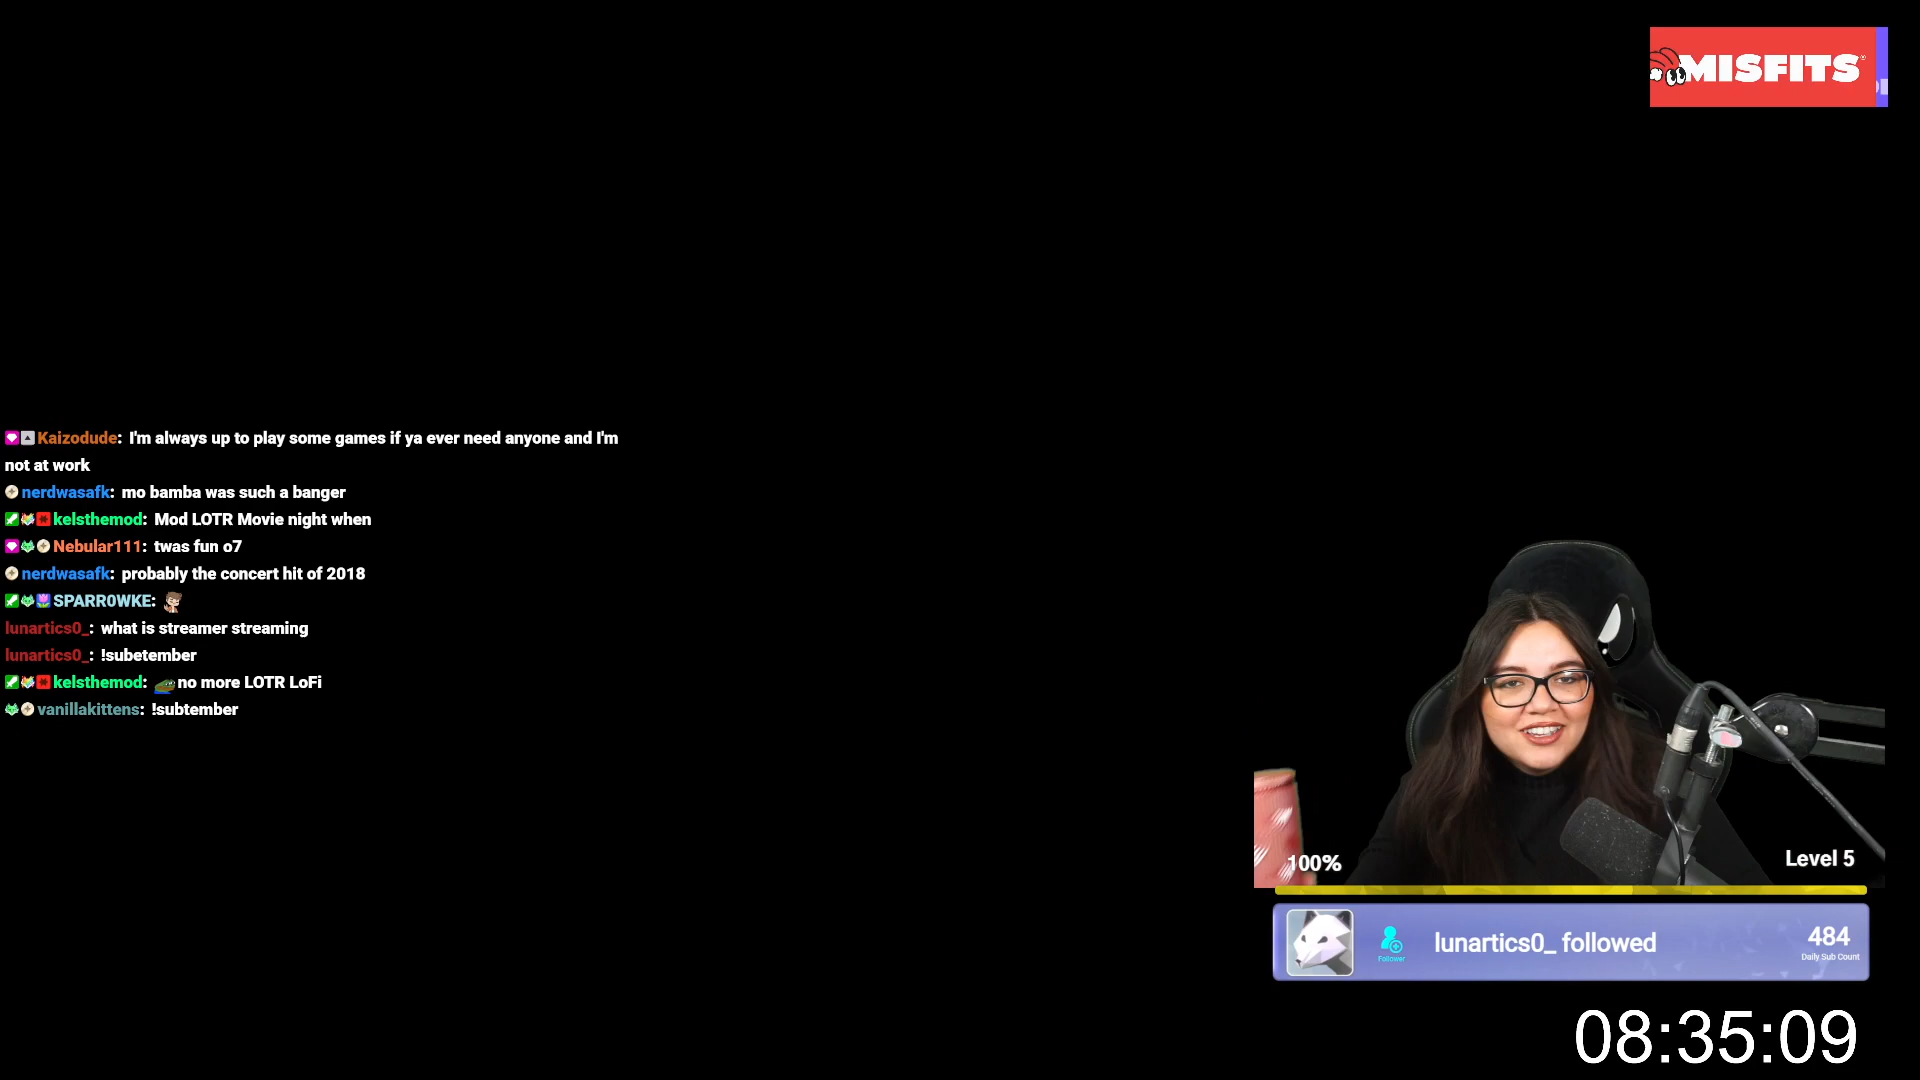 MISFITS
Kaizodude: I'm always up to play some games if ya ever need anyone and I'm
not at work
nerdwasafk: mo bamba was such a banger
kelsthemod: Mod LOTR Movie night when
Nebular111: twas fun o7
nerdwasafk: probably the concert hit of 2018
SPARR0WKE:
lunartics0_: what is streamer streaming
lunartics0_: !subetember
kelsthemod: no more LOTR LoFi
vanillakittens: !subtember
100%
Level 5
lunartics0_ followed
Follower
484
Daily Sub Count
08:35:09